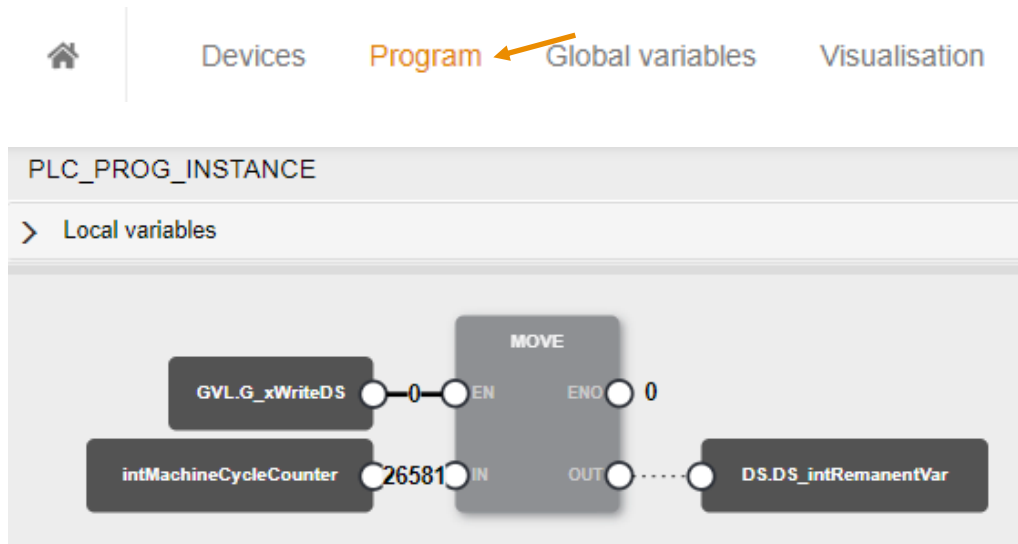 Devices Program Global variables Visualisation
PLC_PROG_INSTANCE
Local variables
MOVE
GVL.G_xWriteDS 0 EN ENO 0
intMachineCycleCounter 26581 IN OUT DS.DS_intRemanentVar